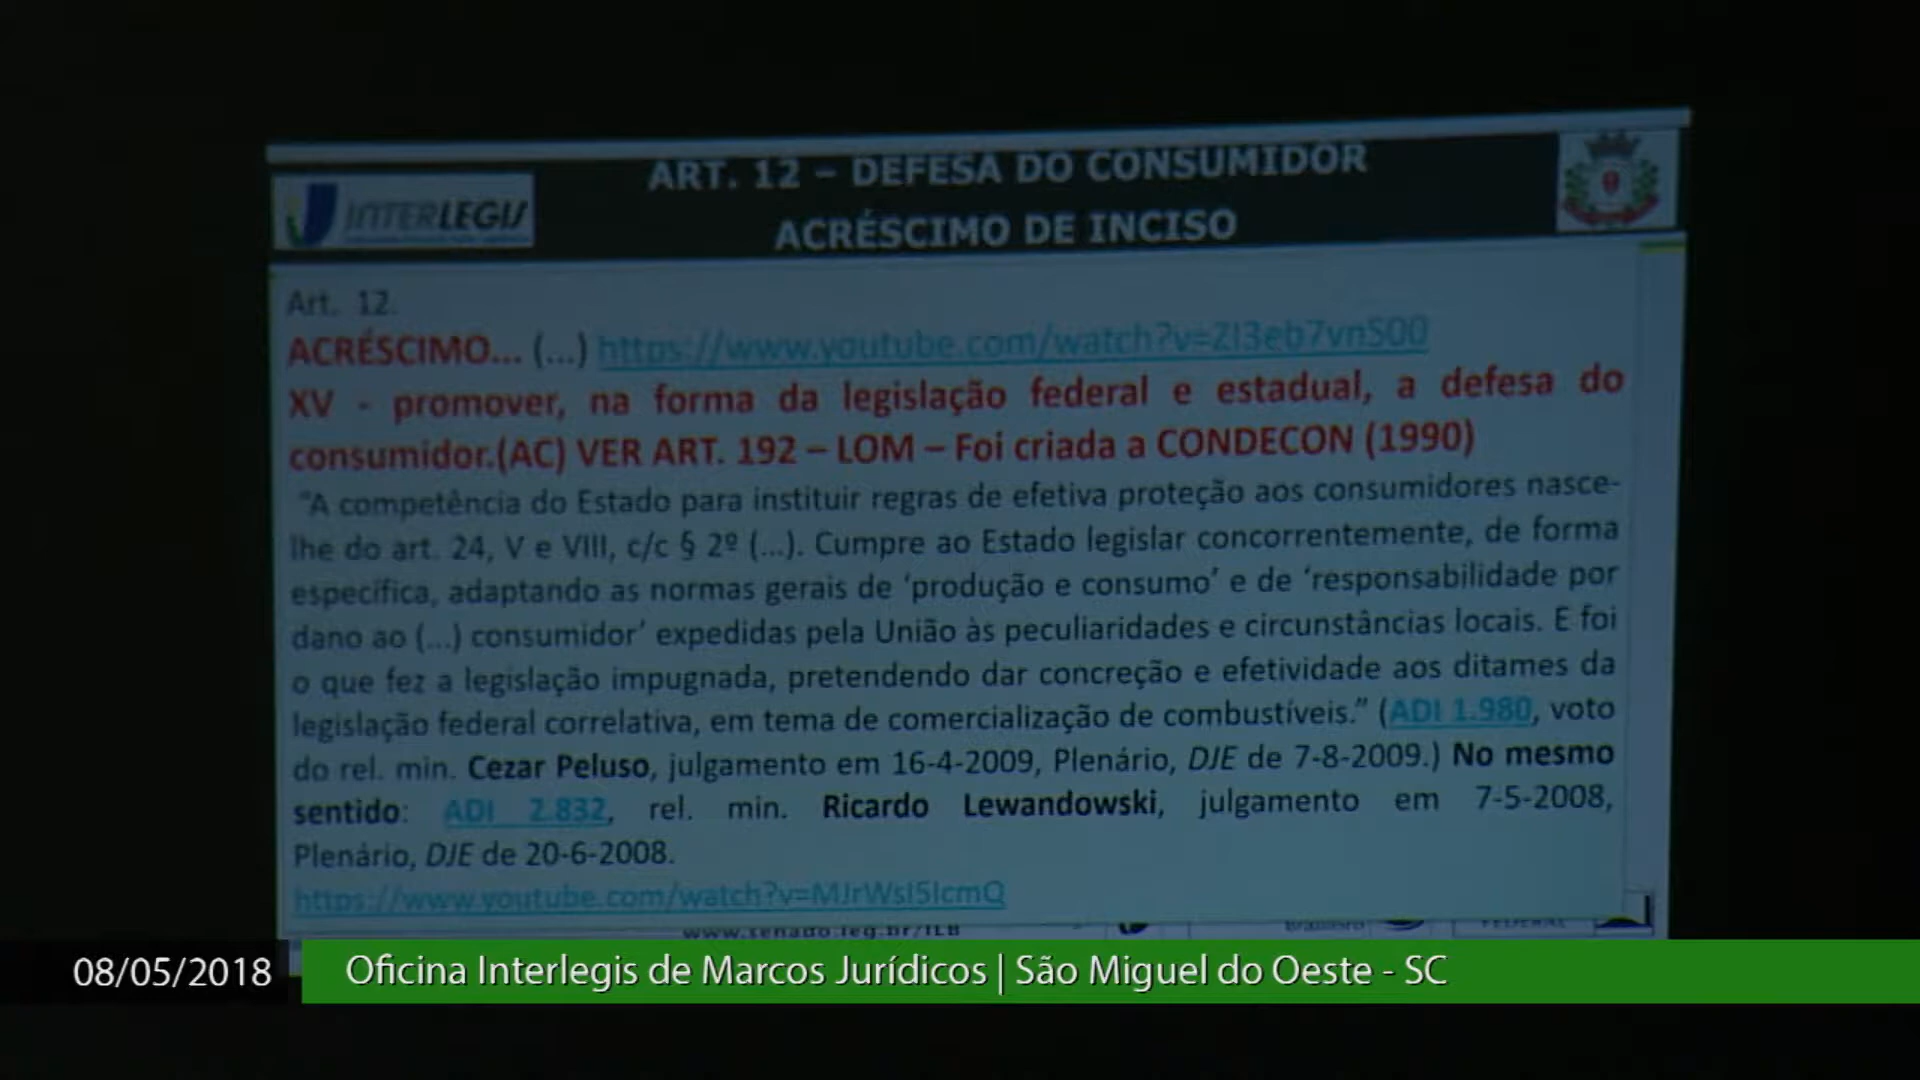 INTERLEGIS
ART. 12 – DEFESA DO CONSUMIDOR
ACRÉSCIMO DE INCISO
Art. 12.
ACRÉSCIMO... (...) https://www.youtube.com/watch?v=ZI3eb7vnS00
XV - promover, na forma da legislação federal e estadual, a defesa do
consumidor.(AC) VER ART. 192 – LOM – Foi criada a CONDECON (1990)
"A competência do Estado para instituir regras de efetiva proteção aos consumidores nasce-
lhe do art. 24, V e VIII, c/c § 2º (...). Cumpre ao Estado legislar concorrentemente, de forma
específica, adaptando as normas gerais de 'produção e consumo' e de 'responsabilidade por
dano ao (...) consumidor' expedidas pela União às peculiaridades e circunstâncias locais. E foi
o que fez a legislação impugnada, pretendendo dar concreção e efetividade aos ditames da
legislação federal correlativa, em tema de comercialização de combustíveis." (ADI 1.980, voto
do rel. min. Cezar Peluso, julgamento em 16-4-2009, Plenário, DJE de 7-8-2009.) No mesmo
sentido: ADI 2.832, rel. min. Ricardo Lewandowski, julgamento em 7-5-2008,
Plenário, DJE de 20-6-2008.
https://www.youtube.com/watch?v=MJrWsI5IcmQ
www.senado.leg.br/ILB
08/05/2018 Oficina Interlegis de Marcos Jurídicos | São Miguel do Oeste - SC